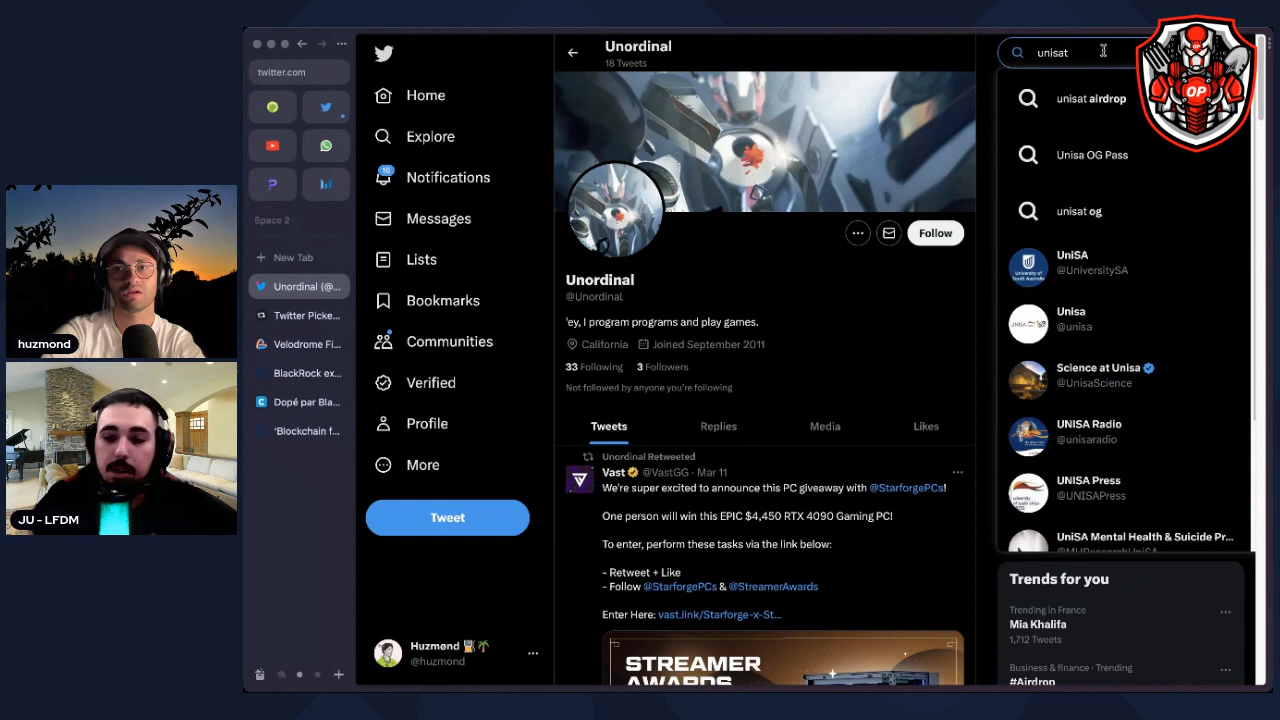 twitter.com
Space 2
New Tab
Unordinal (@...
Twitter Picke...
Velodrome Fi...
BlackRock ex...
Dopé par Bla...
'Blockchain f...
huzmond
JU - LFDM
Home
Explore
16
Notifications
Messages
Lists
Bookmarks
Communities
Verified
Profile
More
Tweet
Huzmønd
@huzmond
Unordinal
18 Tweets
Follow
Unordinal
@Unordinal
'ey, I program programs and play games.
California Joined September 2011
33 Following 3 Followers
Not followed by anyone you're following
Tweets Replies Media Likes
Unordinal Retweeted
Vast @VastGG · Mar 11
We're super excited to announce this PC giveaway with @StarforgePCs!
One person will win this EPIC $4,450 RTX 4090 Gaming PC!
To enter, perform these tasks via the link below:
- Retweet + Like
- Follow @StarforgePCs & @StreamerAwards
Enter Here: vast.link/Starforge-x-St...
STREAMER
AWARDS
unisat
OP
unisat airdrop
Unisa OG Pass
unisat og
UniSA
@UniversitySA
Unisa
@unisa
Science at Unisa
@UnisaScience
UNISA Radio
@unisaradio
UNISA Press
@UNISAPress
UniSA Mental Health & Suicide Pr...
Trends for you
Trending in France
Mia Khalifa
1,712 Tweets
Business & finance · Trending
#Airdrop